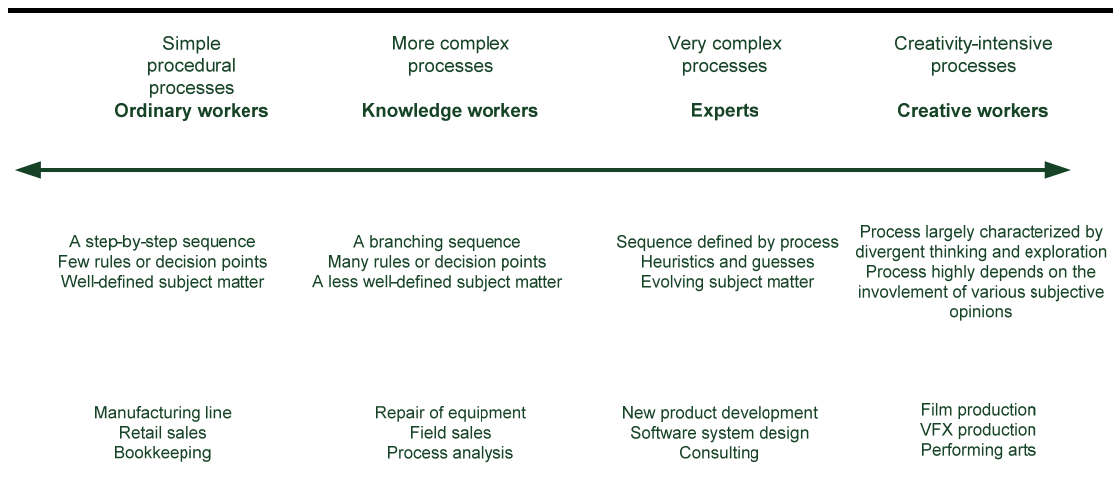 Simple
procedural
processes
Ordinary workers
More complex
processes
Knowledge workers
Very complex
processes
Experts
Creativity-intensive
processes
Creative workers
A step-by-step sequence
Few rules or decision points
Well-defined subject matter
A branching sequence
Many rules or decision points
A less well-defined subject matter
Sequence defined by process
Heuristics and guesses
Evolving subject matter
Process largely characterized by
divergent thinking and exploration
Process highly depends on the
invovlement of various subjective
opinions
Manufacturing line
Retail sales
Bookkeeping
Repair of equipment
Field sales
Process analysis
New product development
Software system design
Consulting
Film production
VFX production
Performing arts